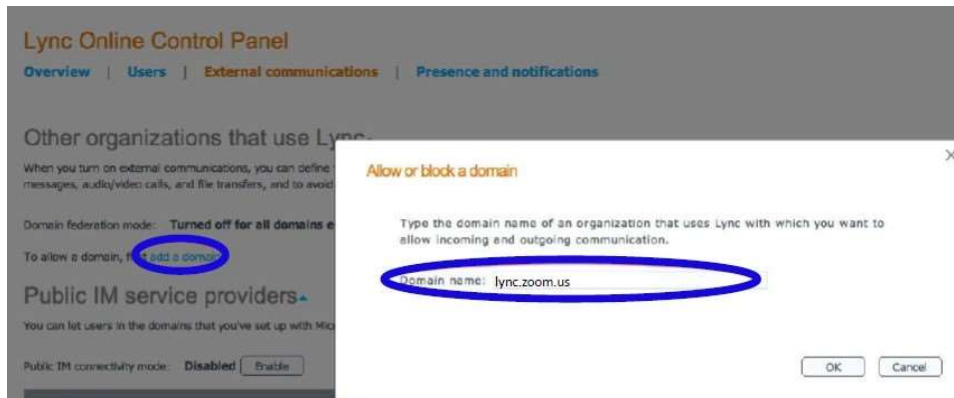 Lync Online Control Panel
Overview | Users | External communications | Presence and notifications
Other organizations that use Lync
When you turn on external communications, you can define
messages, audio/video calls, and file transfers, and to avoid
Domain federation mode: Turned off for all domains e
To allow a domain, add a domain
Public IM service providers
You can let users in the domains that you've set up with Mic
Public IM connectivity mode: Disabled Enable
Allow or block a domain
Type the domain name of an organization that uses Lync with which you want to
allow incoming and outgoing communication.
Domain name: lync.zoom.us
OK Cancel